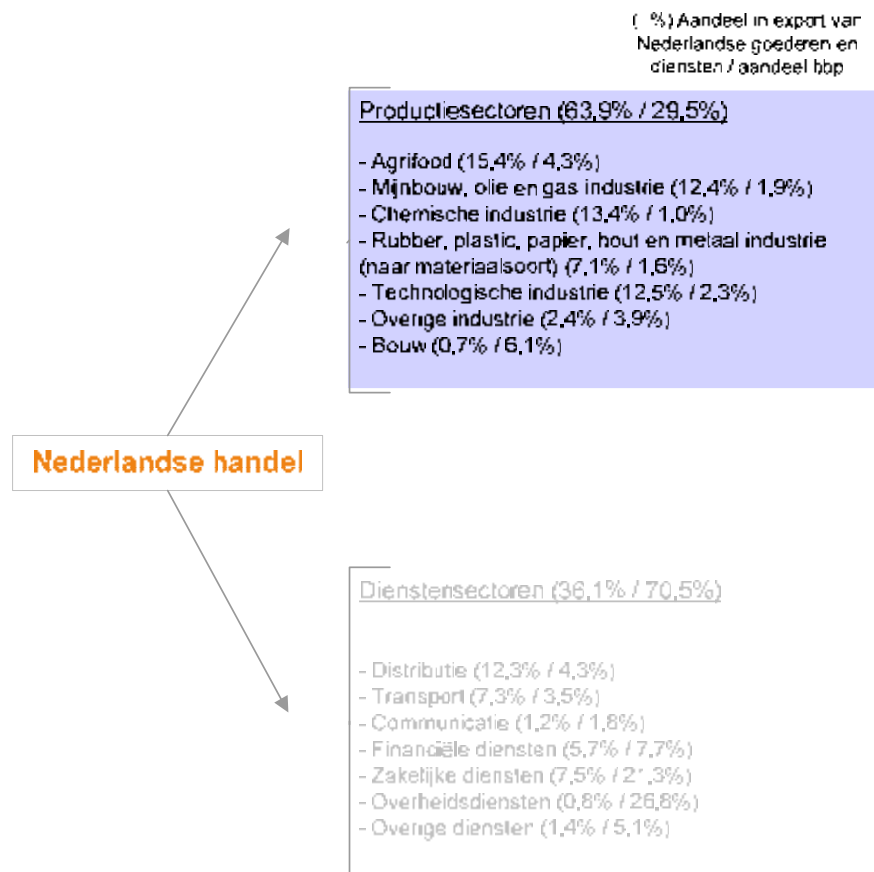 ( %) Aandeel in export van
Nederlandse goederen en
diensten / aandeel bbp
Productiesectoren (63,9% / 29,5%)
- Agrifood (15,4% / 4,3%)
- Mijnbouw, olie en gas industrie (12,4% / 1,9%)
- Chemische industrie (13,4% / 1,0%)
- Rubber, plastic, papier, hout en metaal industrie
(naar materiaalsoort) (7,1% / 1,6%)
- Technologische industrie (12,5% / 2,3%)
- Overige industrie (2,4% / 3,9%)
- Bouw (0,7% / 6,1%)
Nederlandse handel
Dienstensectoren (36,1% / 70,5%)
- Distributie (12,3% / 4,3%)
- Transport (7,3% / 3,5%)
- Communicatie (1,2% / 1,8%)
- Financiële diensten (5,7% / 7,7%)
- Zakelijke diensten (7,5% / 21,3%)
- Overheidsdiensten (0,8% / 26,8%)
- Overige diensten (1,4% / 5,1%)